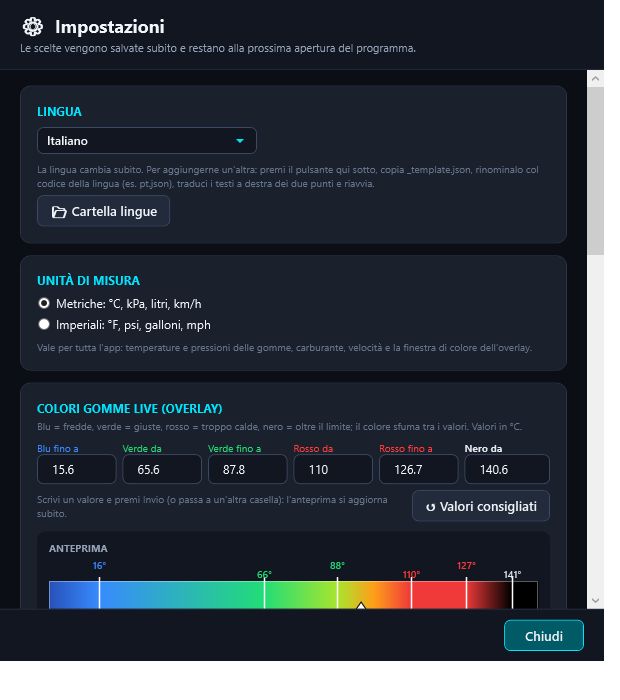 Impostazioni
Le scelte vengono salvate subito e restano alla prossima apertura del programma.
LINGUA
Italiano
La lingua cambia subito. Per aggiungerne un'altra: premi il pulsante qui sotto, copia _template.json, rinominalo col
codice della lingua (es. pt.json), traduci i testi a destra dei due punti e riavvia.
Cartella lingue
UNITÀ DI MISURA
Metriche: °C, kPa, litri, km/h
Imperiali: °F, psi, galloni, mph
Vale per tutta l'app: temperature e pressioni delle gomme, carburante, velocità e la finestra di colore dell'overlay.
COLORI GOMME LIVE (OVERLAY)
Blu = fredde, verde = giuste, rosso = troppo calde, nero = oltre il limite; il colore sfuma tra i valori. Valori in °C.
Blu fino a Verde da Verde fino a Rosso da Rosso fino a Nero da
15.6 65.6 87.8 110 126.7 140.6
Scrivi un valore e premi Invio (o passa a un'altra casella): l'anteprima si aggiorna
subito.
↺ Valori consigliati
ANTEPRIMA
16° 66° 88° 110° 127° 141°
Chiudi